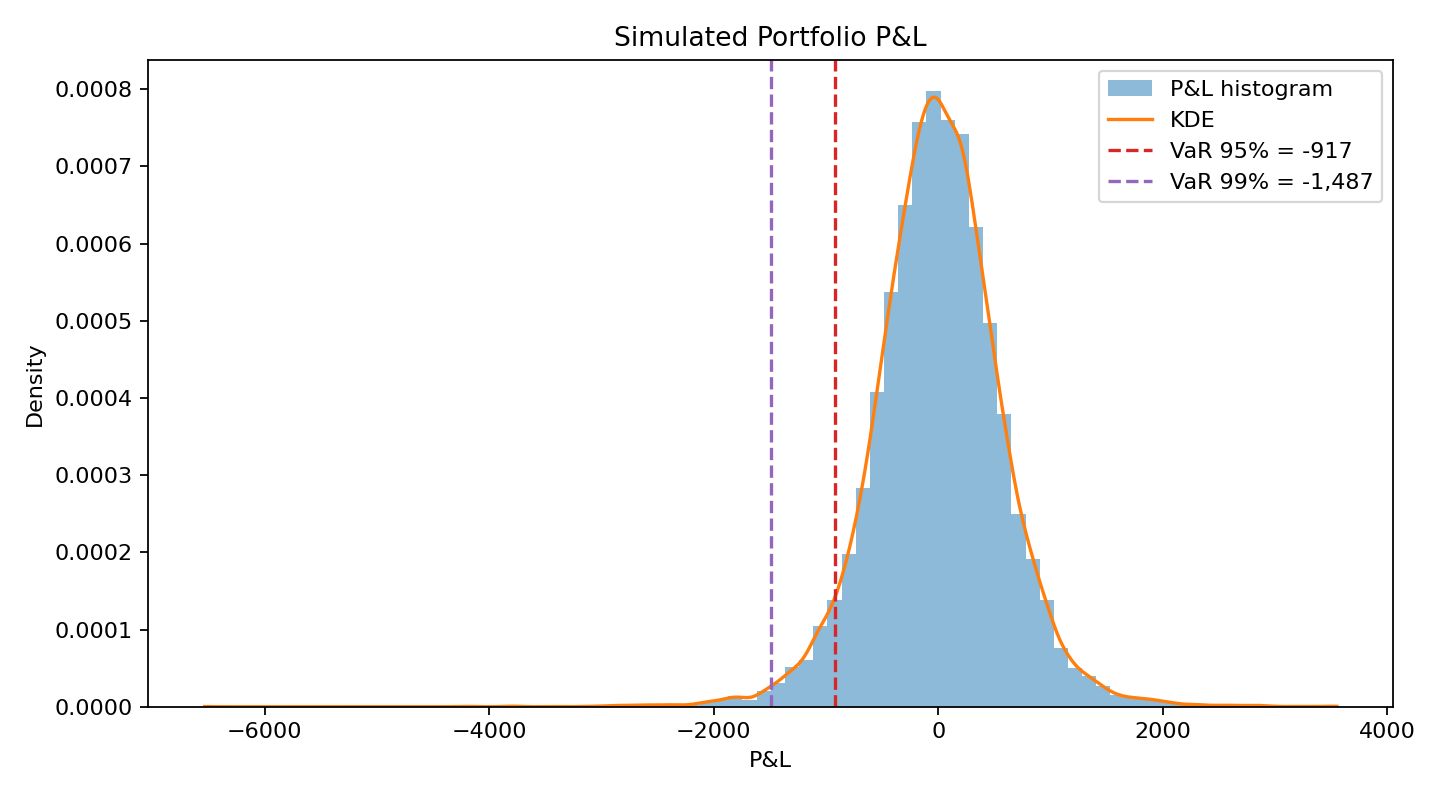 Simulated Portfolio P&L
P&L histogram
KDE
VaR 95% = -917
VaR 99% = -1,487
Density
0.0008
0.0007
0.0006
0.0005
0.0004
0.0003
0.0002
0.0001
0.0000
−6000
−4000
−2000
0
2000
4000
P&L